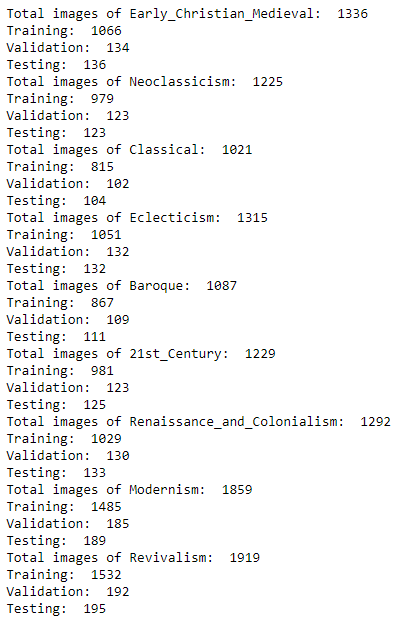 Total images of Early_Christian_Medieval:  1336
Training:  1066
Validation:  134
Testing:  136
Total images of Neoclassicism:  1225
Training:  979
Validation:  123
Testing:  123
Total images of Classical:  1021
Training:  815
Validation:  102
Testing:  104
Total images of Eclecticism:  1315
Training:  1051
Validation:  132
Testing:  132
Total images of Baroque:  1087
Training:  867
Validation:  109
Testing:  111
Total images of 21st_Century:  1229
Training:  981
Validation:  123
Testing:  125
Total images of Renaissance_and_Colonialism:  1292
Training:  1029
Validation:  130
Testing:  133
Total images of Modernism:  1859
Training:  1485
Validation:  185
Testing:  189
Total images of Revivalism:  1919
Training:  1532
Validation:  192
Testing:  195